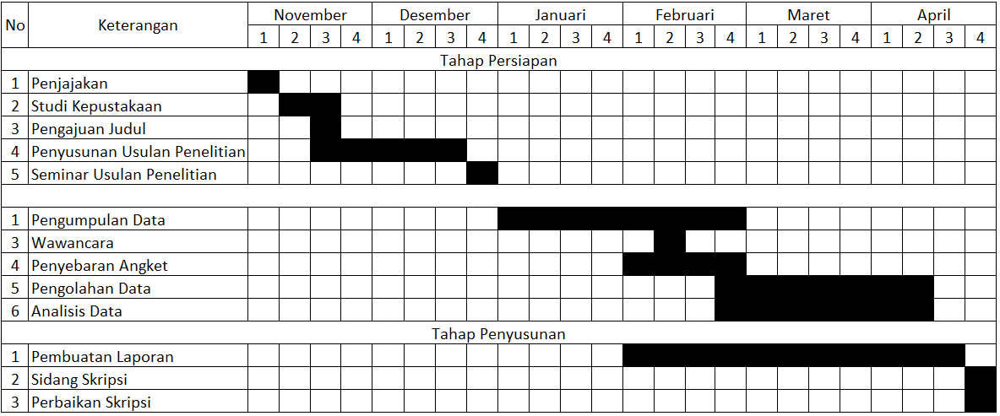 No Keterangan November Desember Januari Februari Maret April
1 2 3 4 1 2 3 4 1 2 3 4 1 2 3 4 1 2 3 4 1 2 3 4
Tahap Persiapan
1 Penjajakan
2 Studi Kepustakaan
3 Pengajuan Judul
4 Penyusunan Usulan Penelitian
5 Seminar Usulan Penelitian
1 Pengumpulan Data
3 Wawancara
4 Penyebaran Angket
5 Pengolahan Data
6 Analisis Data
Tahap Penyusunan
1 Pembuatan Laporan
2 Sidang Skripsi
3 Perbaikan Skripsi